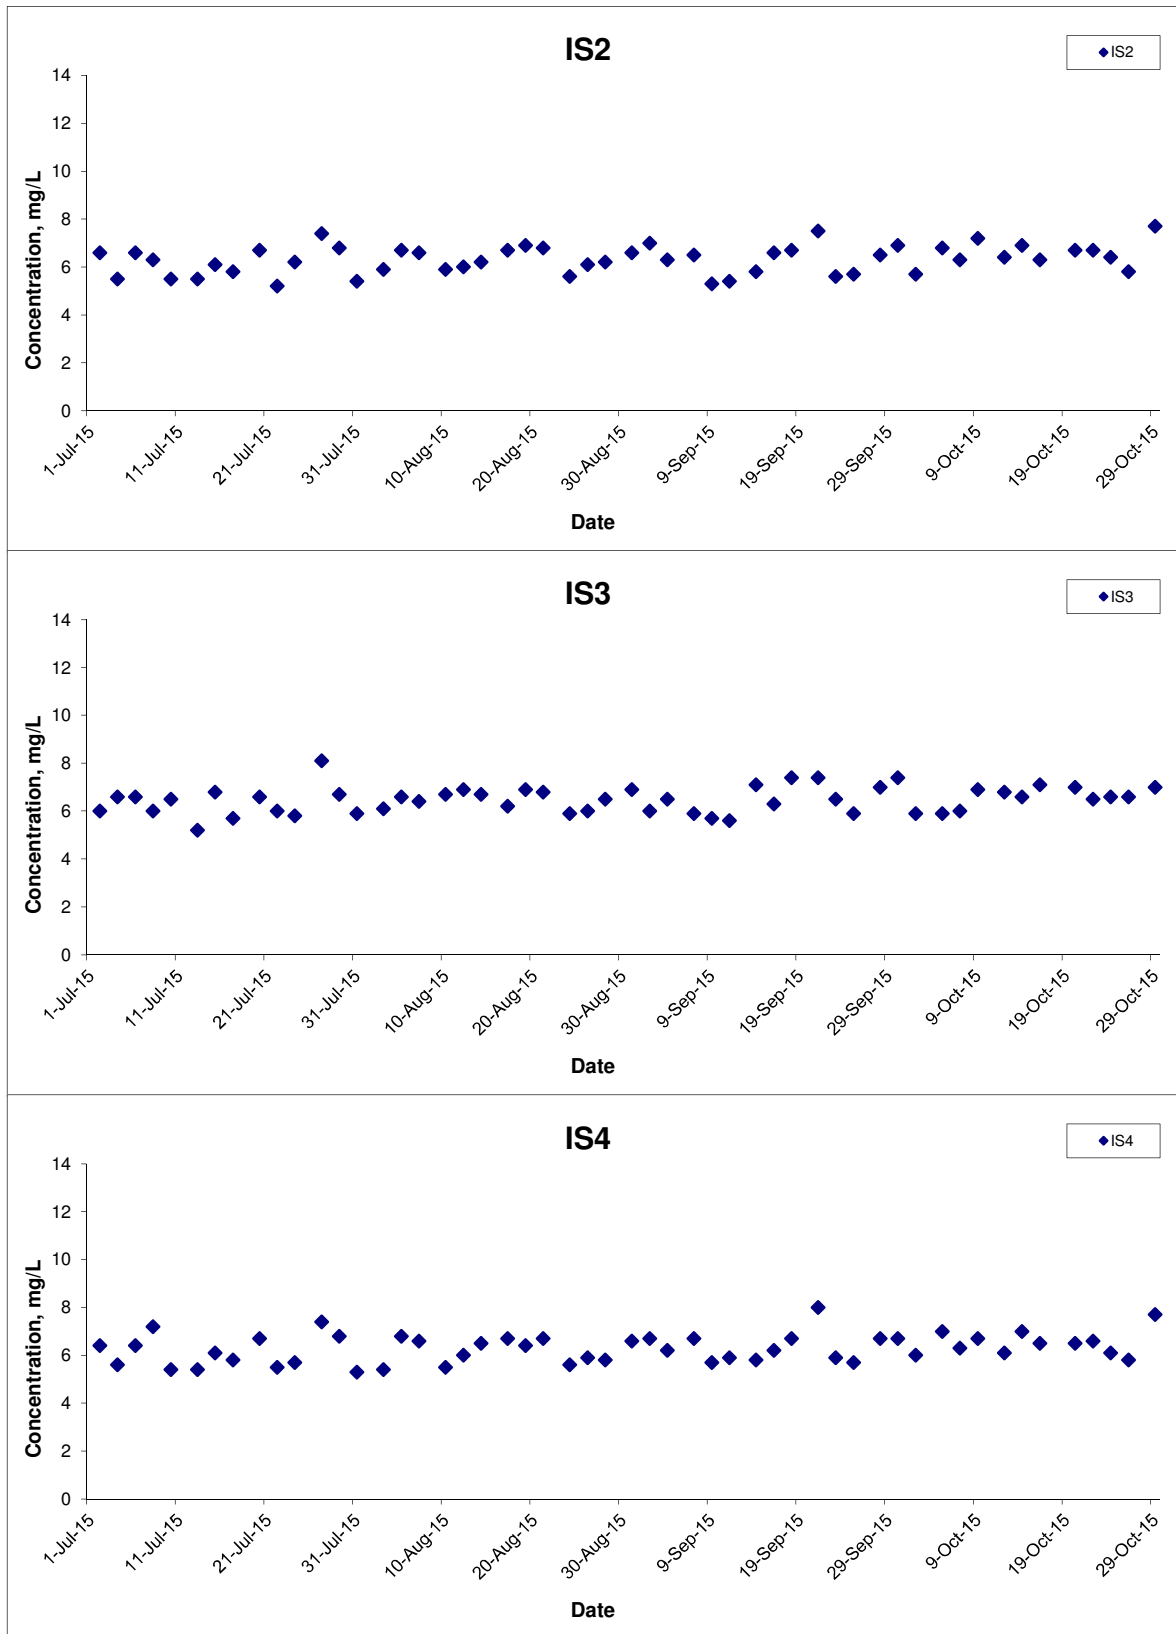 IS2
IS2
14
12
10
8
6
4
2
0
Concentration, mg/L
1-Jul-15
11-Jul-15
21-Jul-15
31-Jul-15
10-Aug-15
20-Aug-15
30-Aug-15
9-Sep-15
19-Sep-15
29-Sep-15
9-Oct-15
19-Oct-15
29-Oct-15
Date
IS3
IS3
14
12
10
8
6
4
2
0
Concentration, mg/L
1-Jul-15
11-Jul-15
21-Jul-15
31-Jul-15
10-Aug-15
20-Aug-15
30-Aug-15
9-Sep-15
19-Sep-15
29-Sep-15
9-Oct-15
19-Oct-15
29-Oct-15
Date
IS4
IS4
14
12
10
8
6
4
2
0
Concentration, mg/L
1-Jul-15
11-Jul-15
21-Jul-15
31-Jul-15
10-Aug-15
20-Aug-15
30-Aug-15
9-Sep-15
19-Sep-15
29-Sep-15
9-Oct-15
19-Oct-15
29-Oct-15
Date